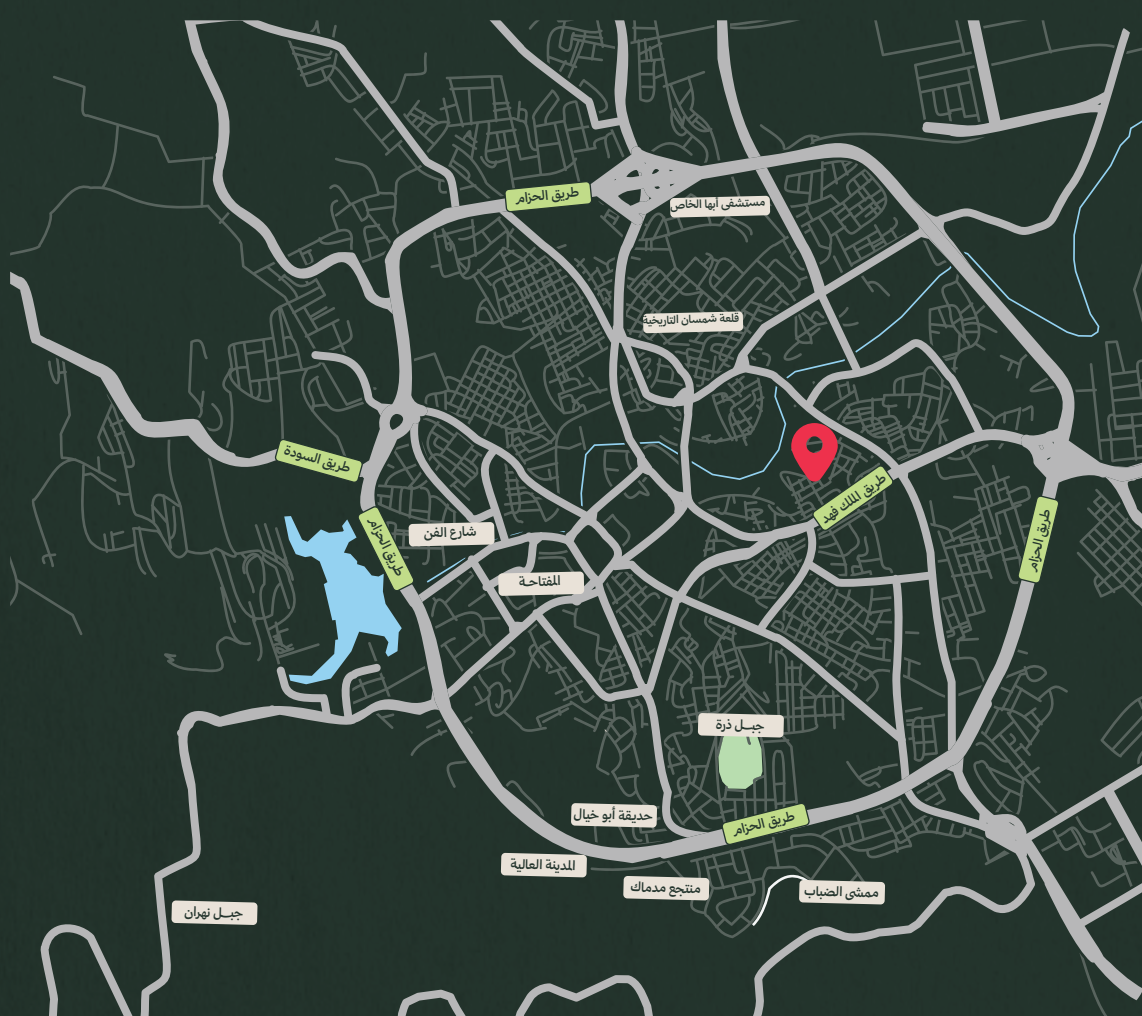 طريق الحزام
مستشفى أبها الخاص
قلعة شمسان التاريخية
طريق السودة
طريق الملك فهد
طريق الحزام
شارع الفن
طريق الحزام
المفتاحة
جبـل ذرة
حديقة أبو خيال
طريق الحزام
المدينة العالية
منتجع مدماك
ممشى الضباب
جبـل نهران